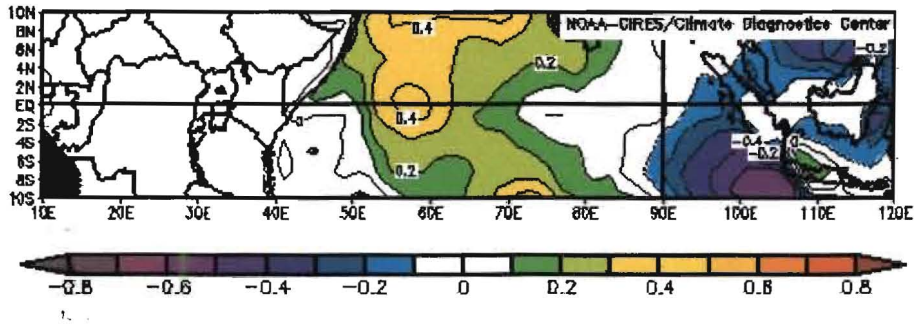 10N
8N
6N
4N
2N
EQ
2S
4S
6S
8S
10S
NOAA-CIRES/Climate Diagnostics Center
0.4
0.2
-0.2
0.4
0
0.2
-0.4
-0.2
0
10E 20E 30E 40E 50E 60E 70E 80E 90E 100E 110E 120E
-0.8 -0.6 -0.4 -0.2 0 0.2 0.4 0.6 0.8